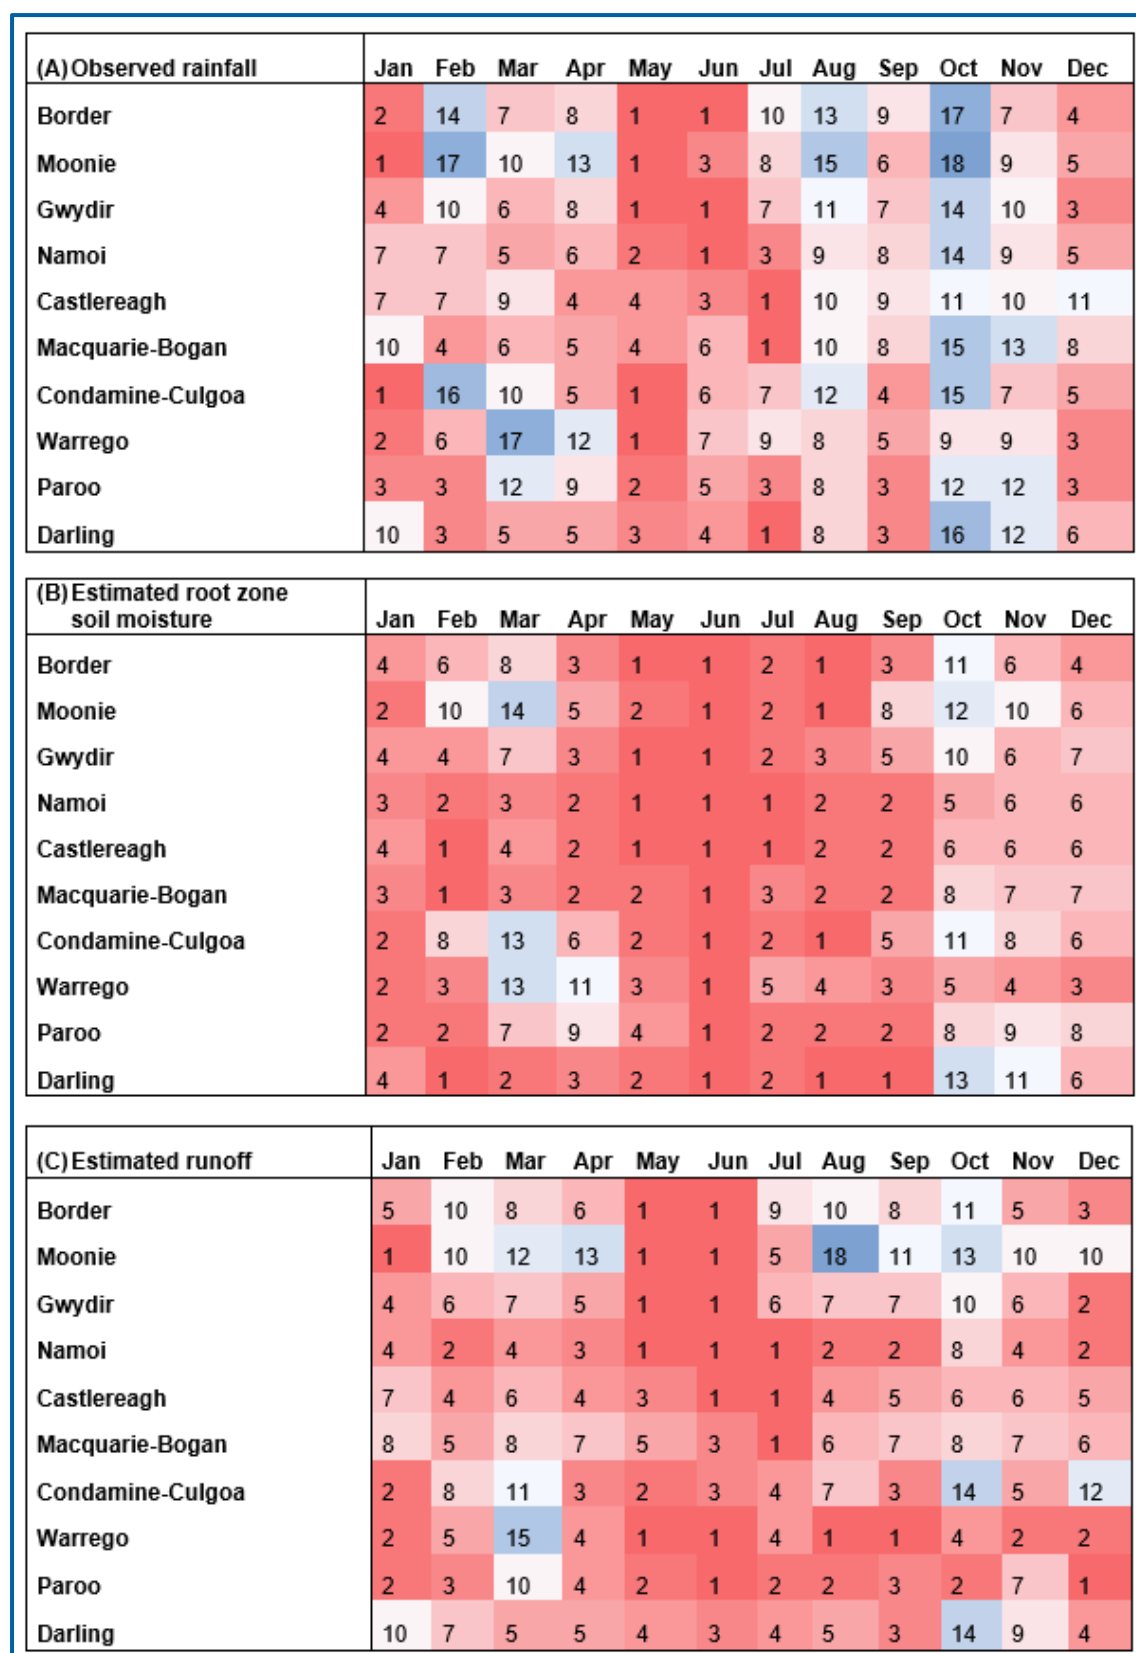 (A) Observed rainfall Jan Feb Mar Apr May Jun Jul Aug Sep Oct Nov Dec
Border 2 14 7 8 1 1 10 13 9 17 7 4
Moonie 1 17 10 13 1 3 8 15 6 18 9 5
Gwydir 4 10 6 8 1 1 7 11 7 14 10 3
Namoi 7 7 5 6 2 1 3 9 8 14 9 5
Castlereagh 7 7 9 4 4 3 1 10 9 11 10 11
Macquarie-Bogan 10 4 6 5 4 6 1 10 8 15 13 8
Condamine-Culgoa 1 16 10 5 1 6 7 12 4 15 7 5
Warrego 2 6 17 12 1 7 9 8 5 9 9 3
Paroo 3 3 12 9 2 5 3 8 3 12 12 3
Darling 10 3 5 5 3 4 1 8 3 16 12 6
(B) Estimated root zone
soil moisture Jan Feb Mar Apr May Jun Jul Aug Sep Oct Nov Dec
Border 4 6 8 3 1 1 2 1 3 11 6 4
Moonie 2 10 14 5 2 1 2 1 8 12 10 6
Gwydir 4 4 7 3 1 1 2 3 5 10 6 7
Namoi 3 2 3 2 1 1 1 2 2 5 6 6
Castlereagh 4 1 4 2 1 1 1 2 2 6 6 6
Macquarie-Bogan 3 1 3 2 2 1 3 2 2 8 7 7
Condamine-Culgoa 2 8 13 6 2 1 2 1 5 11 8 6
Warrego 2 3 13 11 3 1 5 4 3 5 4 3
Paroo 2 2 7 9 4 1 2 2 2 8 9 8
Darling 4 1 2 3 2 1 2 1 1 13 11 6
(C) Estimated runoff Jan Feb Mar Apr May Jun Jul Aug Sep Oct Nov Dec
Border 5 10 8 6 1 1 9 10 8 11 5 3
Moonie 1 10 12 13 1 1 5 18 11 13 10 10
Gwydir 4 6 7 5 1 1 6 7 7 10 6 2
Namoi 4 2 4 3 1 1 1 2 2 8 4 2
Castlereagh 7 4 6 4 3 1 1 4 5 6 6 5
Macquarie-Bogan 8 5 8 7 5 3 1 6 7 8 7 6
Condamine-Culgoa 2 8 11 3 2 3 4 7 3 14 5 12
Warrego 2 5 15 4 1 1 4 1 1 4 2 2
Paroo 2 3 10 4 2 1 2 2 3 2 7 1
Darling 10 7 5 5 4 3 4 5 3 14 9 4